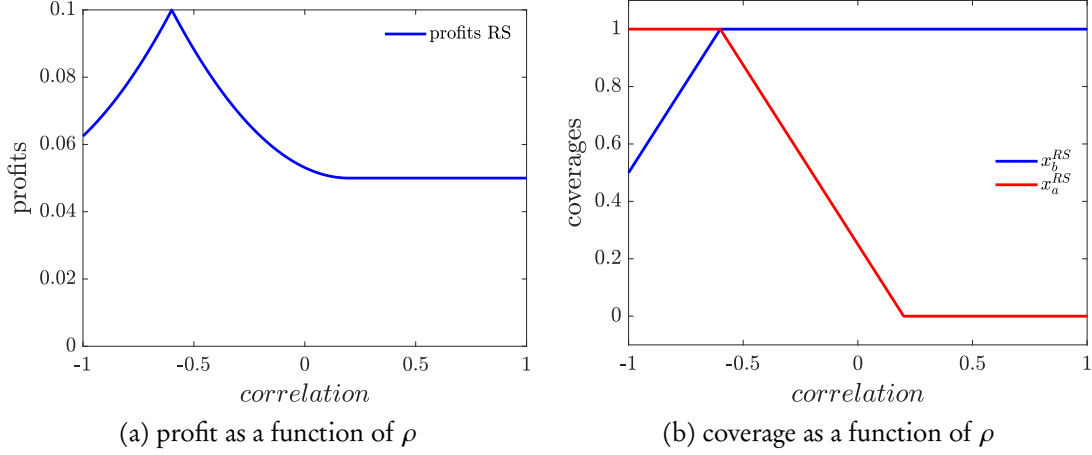 0.1
0.08
0.06
0.04
0.02
0
profits
-1 -0.5 0 0.5 1
correlation
profits RS
(a) profit as a function of ρ
1
0.8
0.6
0.4
0.2
0
coverages
-1 -0.5 0 0.5 1
correlation
x_b^{RS}
x_a^{RS}
(b) coverage as a function of ρ